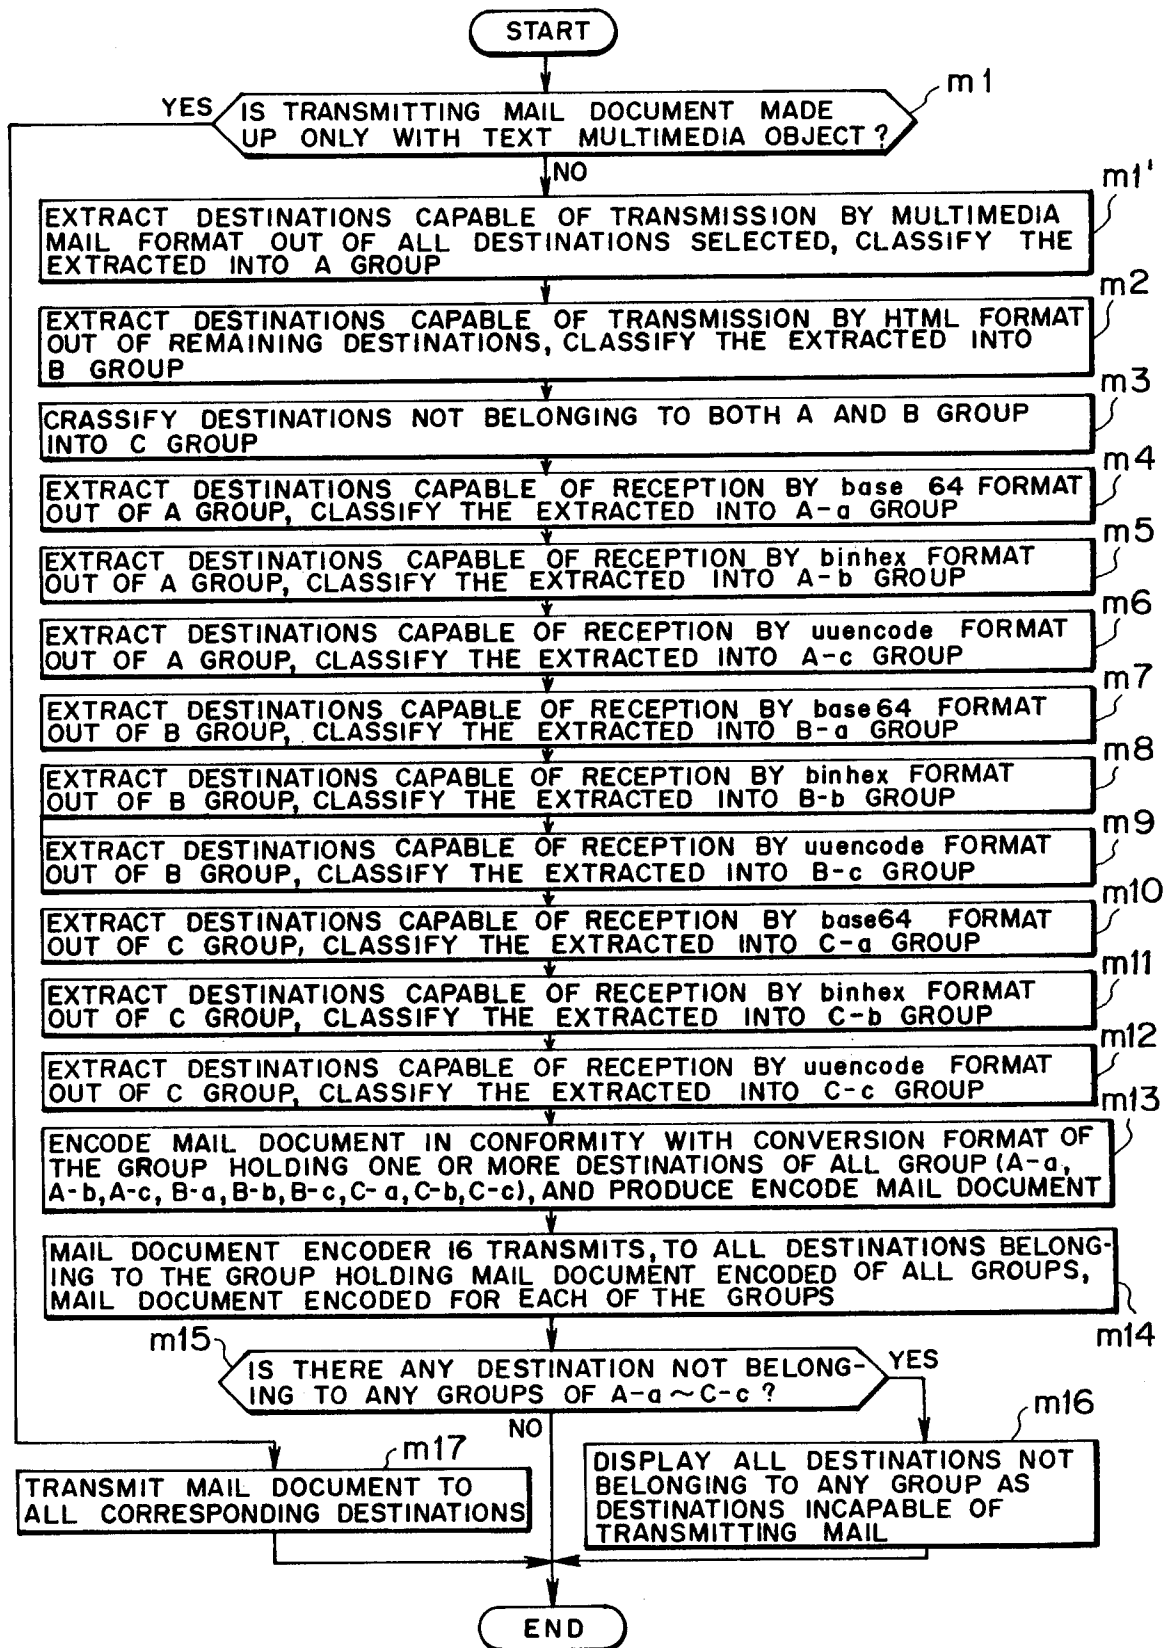 START
m1
YES
IS TRANSMITTING MAIL DOCUMENT MADE
UP ONLY WITH TEXT MULTIMEDIA OBJECT?
NO
m1'
EXTRACT DESTINATIONS CAPABLE OF TRANSMISSION BY MULTIMEDIA
MAIL FORMAT OUT OF ALL DESTINATIONS SELECTED, CLASSIFY THE
EXTRACTED INTO A GROUP
m2
EXTRACT DESTINATIONS CAPABLE OF TRANSMISSION BY HTML FORMAT
OUT OF REMAINING DESTINATIONS, CLASSIFY THE EXTRACTED INTO
B GROUP
m3
CRASSIFY DESTINATIONS NOT BELONGING TO BOTH A AND B GROUP
INTO C GROUP
m4
EXTRACT DESTINATIONS CAPABLE OF RECEPTION BY base 64 FORMAT
OUT OF A GROUP, CLASSIFY THE EXTRACTED INTO A-a GROUP
m5
EXTRACT DESTINATIONS CAPABLE OF RECEPTION BY binhex FORMAT
OUT OF A GROUP, CLASSIFY THE EXTRACTED INTO A-b GROUP
m6
EXTRACT DESTINATIONS CAPABLE OF RECEPTION BY uuencode FORMAT
OUT OF A GROUP, CLASSIFY THE EXTRACTED INTO A-c GROUP
m7
EXTRACT DESTINATIONS CAPABLE OF RECEPTION BY base64 FORMAT
OUT OF B GROUP, CLASSIFY THE EXTRACTED INTO B-a GROUP
m8
EXTRACT DESTINATIONS CAPABLE OF RECEPTION BY binhex FORMAT
OUT OF B GROUP, CLASSIFY THE EXTRACTED INTO B-b GROUP
m9
EXTRACT DESTINATIONS CAPABLE OF RECEPTION BY uuencode FORMAT
OUT OF B GROUP, CLASSIFY THE EXTRACTED INTO B-c GROUP
m10
EXTRACT DESTINATIONS CAPABLE OF RECEPTION BY base64 FORMAT
OUT OF C GROUP, CLASSIFY THE EXTRACTED INTO C-a GROUP
m11
EXTRACT DESTINATIONS CAPABLE OF RECEPTION BY binhex FORMAT
OUT OF C GROUP, CLASSIFY THE EXTRACTED INTO C-b GROUP
m12
EXTRACT DESTINATIONS CAPABLE OF RECEPTION BY uuencode FORMAT
OUT OF C GROUP, CLASSIFY THE EXTRACTED INTO C-c GROUP
m13
ENCODE MAIL DOCUMENT IN CONFORMITY WITH CONVERSION FORMAT OF
THE GROUP HOLDING ONE OR MORE DESTINATIONS OF ALL GROUP (A-a,
A-b, A-c, B-a, B-b, B-c, C-a, C-b, C-c), AND PRODUCE ENCODE MAIL DOCUMENT
MAIL DOCUMENT ENCODER 16 TRANSMITS, TO ALL DESTINATIONS BELONG-
ING TO THE GROUP HOLDING MAIL DOCUMENT ENCODED OF ALL GROUPS,
MAIL DOCUMENT ENCODED FOR EACH OF THE GROUPS
m14
m15
IS THERE ANY DESTINATION NOT BELONG-
ING TO ANY GROUPS OF A-a ~ C-c ?
YES
NO
m16
DISPLAY ALL DESTINATIONS NOT
BELONGING TO ANY GROUP AS
DESTINATIONS INCAPABLE OF
TRANSMITTING MAIL
m17
TRANSMIT MAIL DOCUMENT TO
ALL CORRESPONDING DESTINATIONS
END